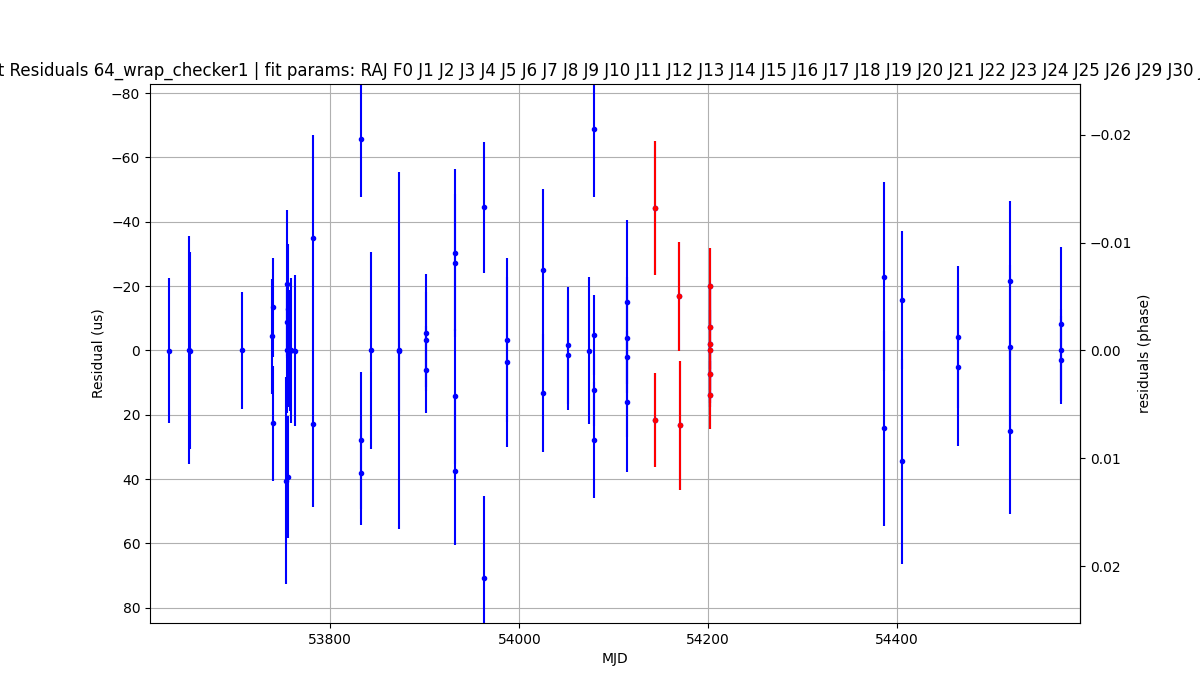 t Residuals 64_wrap_checker1 | fit params: RAJ F0 J1 J2 J3 J4 J5 J6 J7 J8 J9 J10 J11 J12 J13 J14 J15 J16 J17 J18 J19 J20 J21 J22 J23 J24 J25 J26 J29 J30
−80
−60
−40
−20
0
20
40
60
80
Residual (us)
−0.02
−0.01
0.00
0.01
0.02
residuals (phase)
53800 54000 54200 54400
MJD